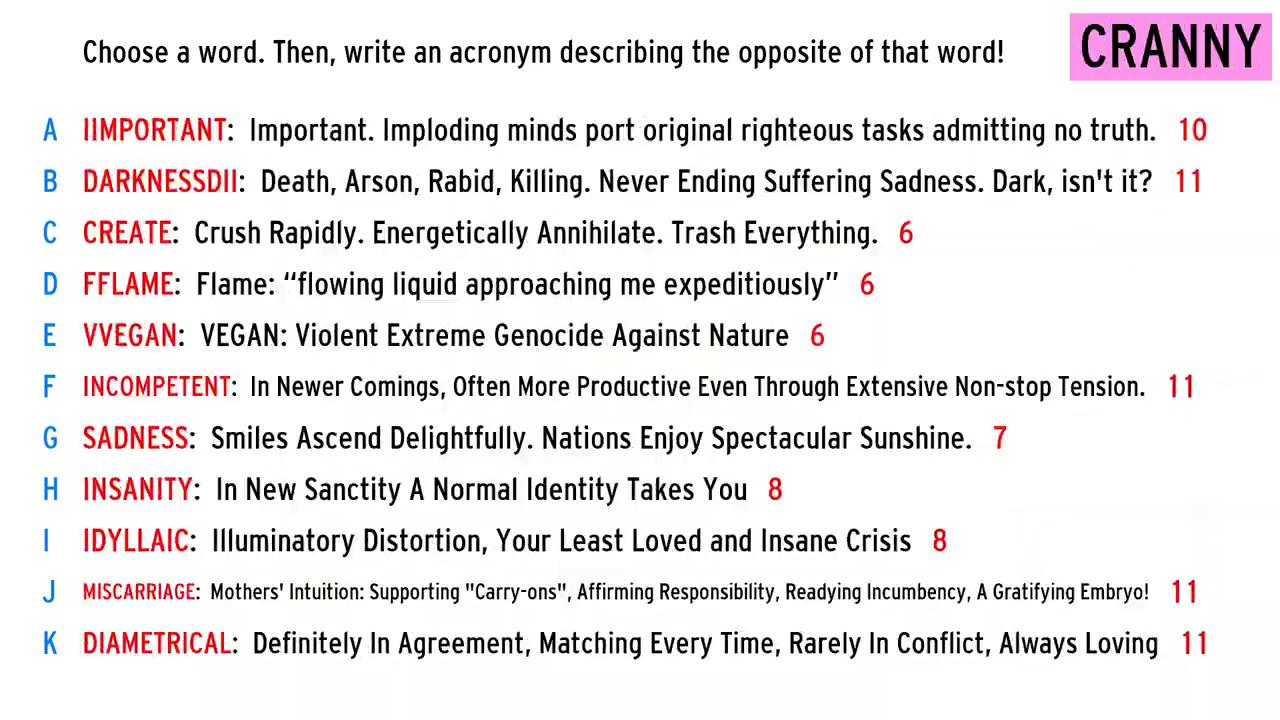 Choose a word. Then, write an acronym describing the opposite of that word!
CRANNY
A IIMPORTANT: Important. Imploding minds port original righteous tasks admitting no truth. 10
B DARKNESSDII: Death, Arson, Rabid, Killing. Never Ending Suffering Sadness. Dark, isn't it? 11
C CREATE: Crush Rapidly. Energetically Annihilate. Trash Everything. 6
D FFLAME: Flame: “flowing liquid approaching me expeditiously” 6
E VVEGAN: VEGAN: Violent Extreme Genocide Against Nature 6
F INCOMPETENT: In Newer Comings, Often More Productive Even Through Extensive Non-stop Tension. 11
G SADNESS: Smiles Ascend Delightfully. Nations Enjoy Spectacular Sunshine. 7
H INSANITY: In New Sanctity A Normal Identity Takes You 8
I IDYLLAIC: Illuminatory Distortion, Your Least Loved and Insane Crisis 8
J MISCARRIAGE: Mothers' Intuition: Supporting "Carry-ons", Affirming Responsibility, Readying Incumbency, A Gratifying Embryo! 11
K DIAMETRICAL: Definitely In Agreement, Matching Every Time, Rarely In Conflict, Always Loving 11